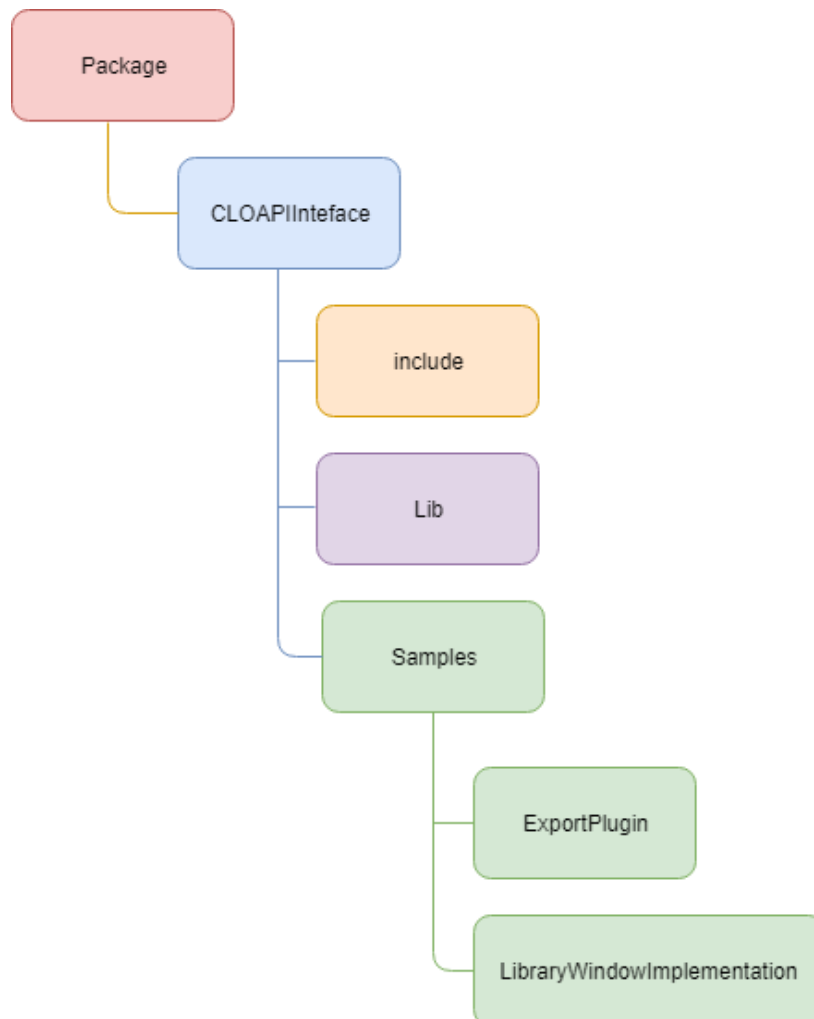 Package
CLOAPIInteface
include
Lib
Samples
ExportPlugin
LibraryWindowImplementation